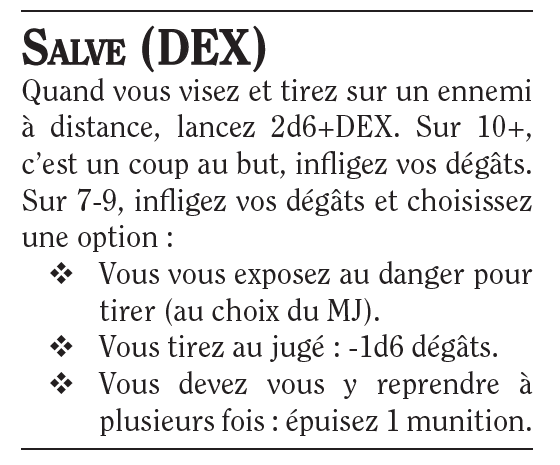 SALVE (DEX)
Quand vous visez et tirez sur un ennemi
à distance, lancez 2d6+DEX. Sur 10+,
c’est un coup au but, infligez vos dégâts.
Sur 7-9, infligez vos dégâts et choisissez
une option :
❖ Vous vous exposez au danger pour
tirer (au choix du MJ).
❖ Vous tirez au jugé : -1d6 dégâts.
❖ Vous devez vous y reprendre à
plusieurs fois : épuisez 1 munition.